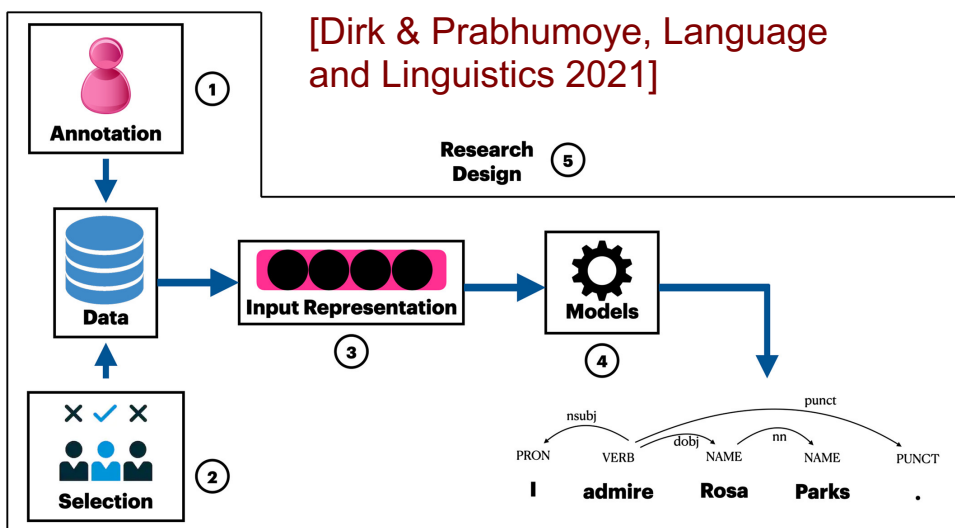 [Dirk & Prabhumoye, Language
and Linguistics 2021]
1
Annotation
Research
Design
5
Data
Input Representation
3
Models
4
Selection
2
nsubj
dobj
nn
punct
PRON VERB NAME NAME PUNCT
I admire Rosa Parks .